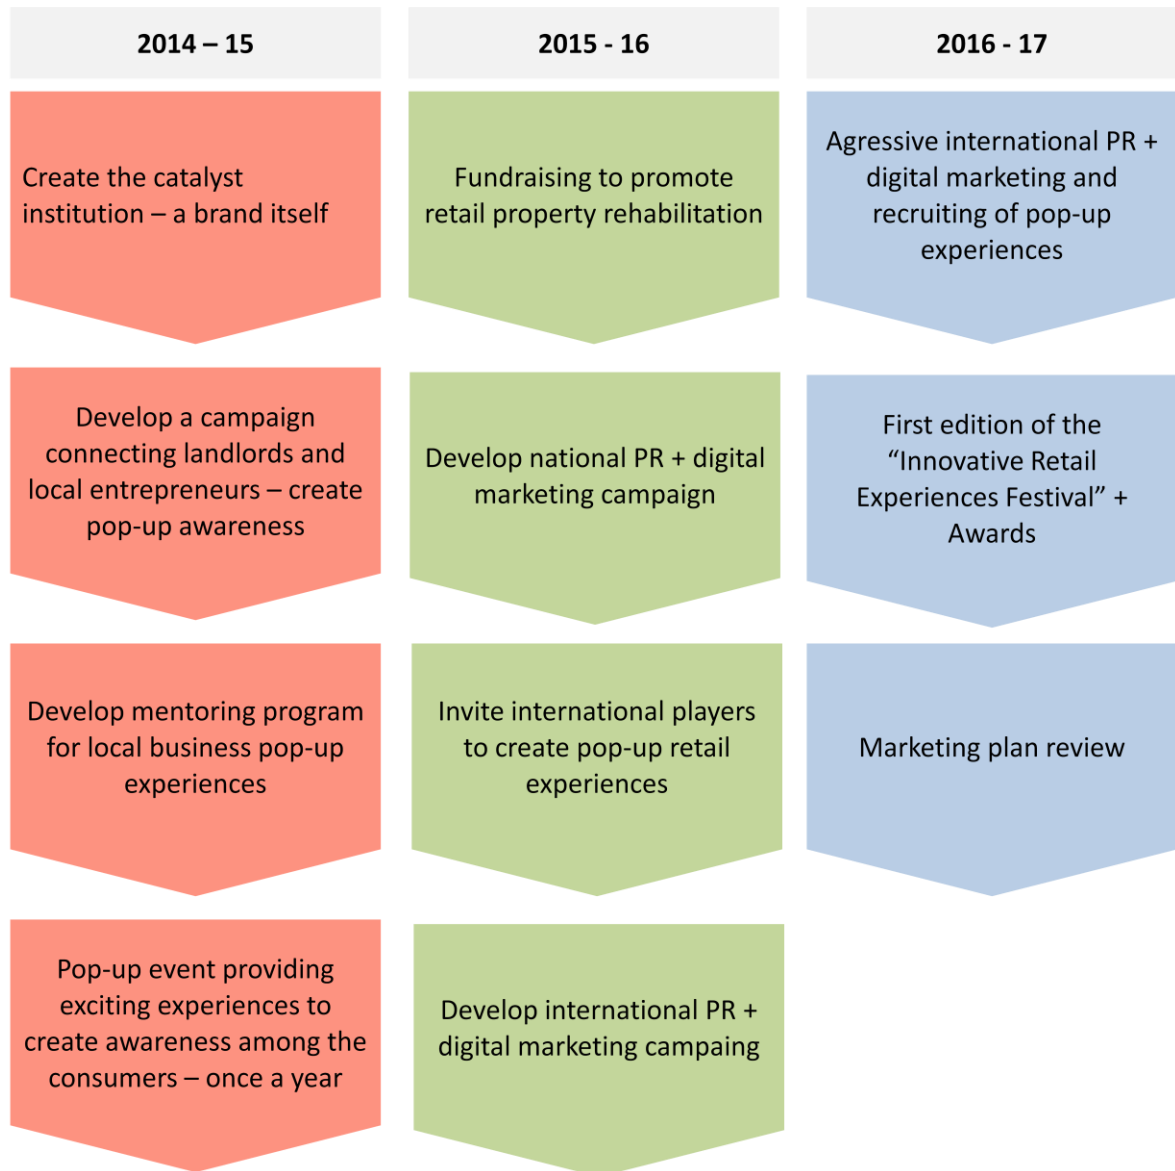 2014 – 15
Create the catalyst
institution – a brand itself
Develop a campaign
connecting landlords and
local entrepreneurs – create
pop-up awareness
Develop mentoring program
for local business pop-up
experiences
Pop-up event providing
exciting experiences to
create awareness among the
consumers – once a year
2015 - 16
Fundraising to promote
retail property rehabilitation
Develop national PR + digital
marketing campaign
Invite international players
to create pop-up retail
experiences
Develop international PR +
digital marketing campaing
2016 - 17
Agressive international PR +
digital marketing and
recruiting of pop-up
experiences
First edition of the
“Innovative Retail
Experiences Festival” +
Awards
Marketing plan review